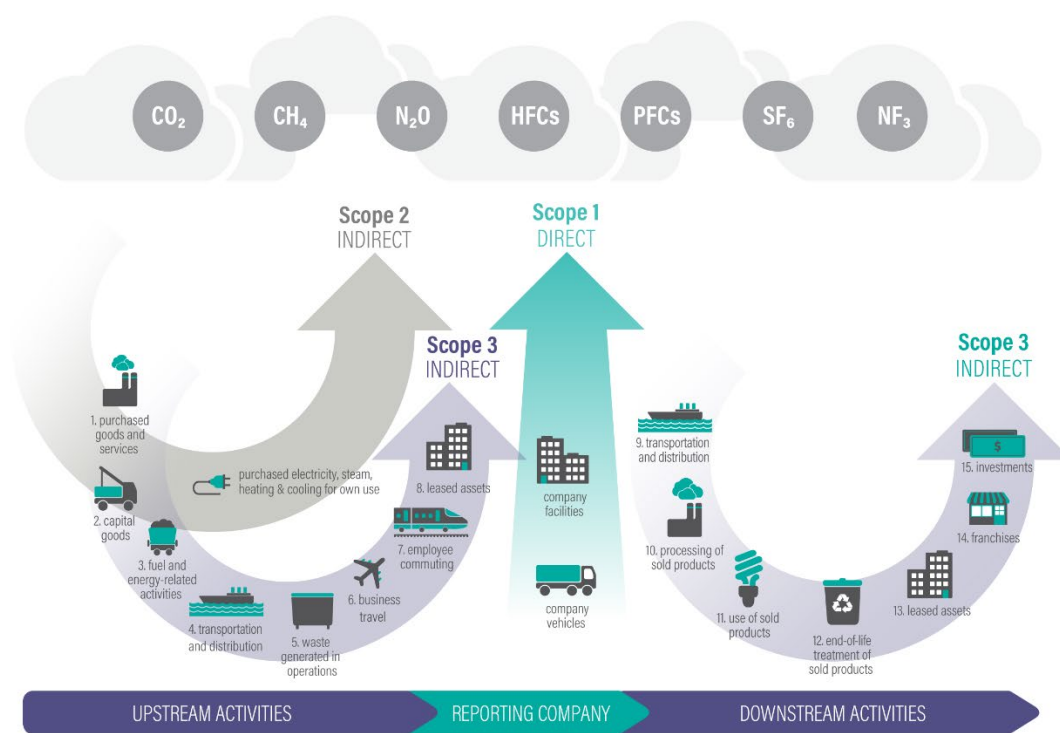 CO₂
CH₄
N₂O
HFCs
PFCs
SF₆
NF₃
Scope 2
INDIRECT
Scope 1
DIRECT
Scope 3
INDIRECT
Scope 3
INDIRECT
1. purchased
goods and
services
2. capital
goods
3. fuel and
energy-related
activities
4. transportation
and distribution
5. waste
generated in
operations
6. business
travel
7. employee
commuting
8. leased assets
purchased electricity, steam,
heating & cooling for own use
company
facilities
company
vehicles
9. transportation
and distribution
10. processing of
sold products
11. use of sold
products
12. end-of-life
treatment of
sold products
13. leased assets
14. franchises
$
15. investments
UPSTREAM ACTIVITIES
REPORTING COMPANY
DOWNSTREAM ACTIVITIES